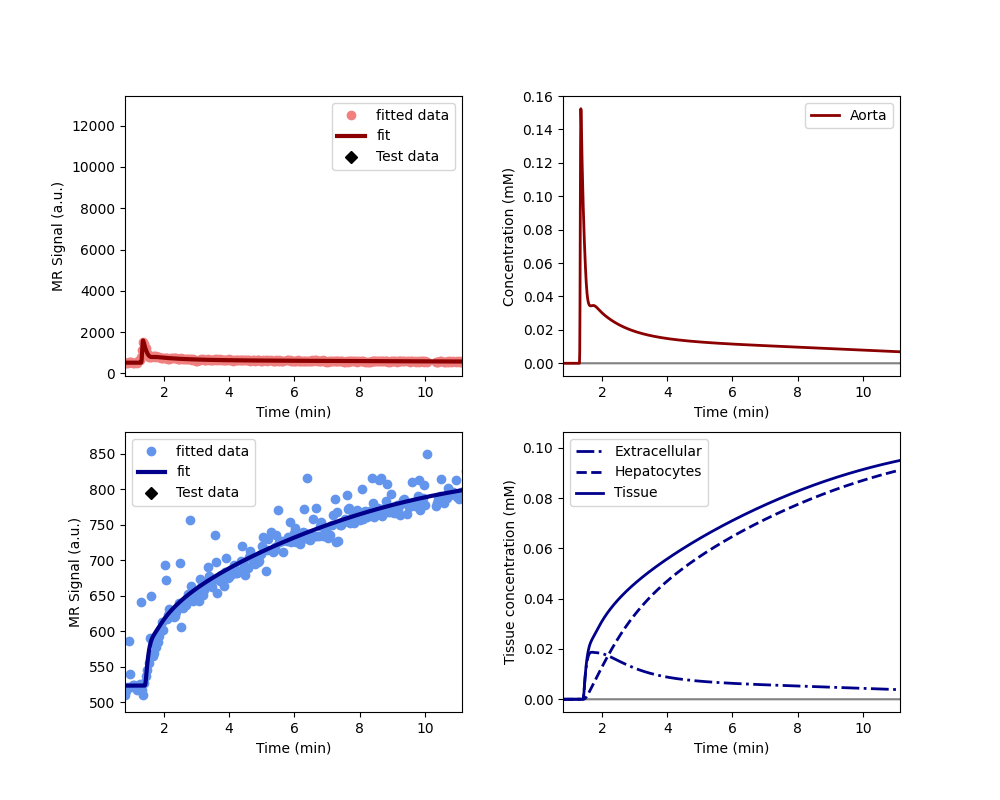 12000
10000
8000
6000
4000
2000
0
2
4
6
8
10
MR Signal (a.u.)
Time (min)
fitted data
fit
Test data
0.16
0.14
0.12
0.10
0.08
0.06
0.04
0.02
0.00
2
4
6
8
10
Concentration (mM)
Time (min)
Aorta
850
800
750
700
650
600
550
500
2
4
6
8
10
MR Signal (a.u.)
Time (min)
fitted data
fit
Test data
0.10
0.08
0.06
0.04
0.02
0.00
2
4
6
8
10
Tissue concentration (mM)
Time (min)
Extracellular
Hepatocytes
Tissue